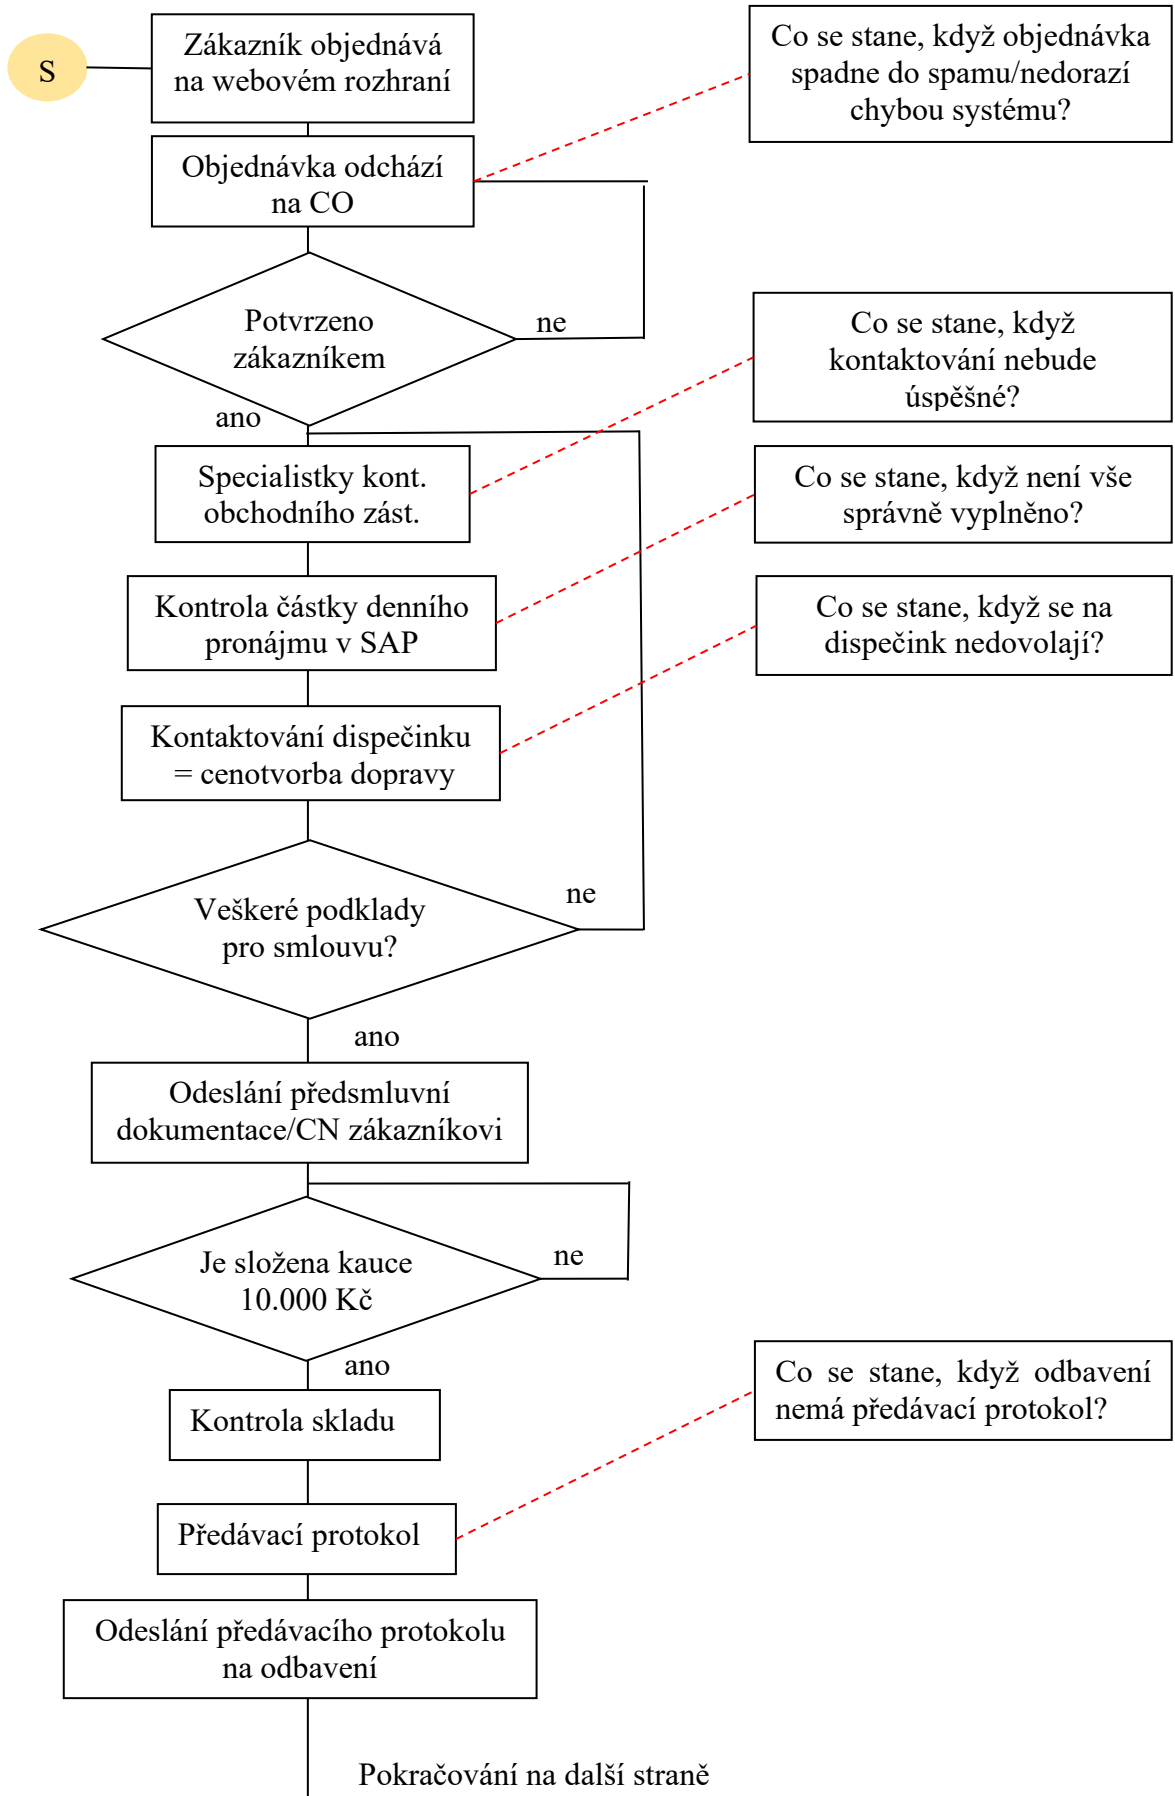 S
Zákazník objednává
na webovém rozhraní
Co se stane, když objednávka
spadne do spamu/nedorazí
chybou systému?
Objednávka odchází
na CO
Potvrzeno
zákazníkem
ne
ano
Co se stane, když
kontaktování nebude
úspěšné?
Specialistky kont.
obchodního zást.
Co se stane, když není vše
správně vyplněno?
Kontrola částky denního
pronájmu v SAP
Co se stane, když se na
dispečink nedovolají?
Kontaktování dispečinku
= cenotvorba dopravy
Veškeré podklady
pro smlouvu?
ne
ano
Odeslání předsmluvní
dokumentace/CN zákazníkovi
Je složena kauce
10.000 Kč
ne
ano
Co se stane, když odbavení
nemá předávací protokol?
Kontrola skladu
Předávací protokol
Odeslání předávacího protokolu
na odbavení
Pokračování na další straně